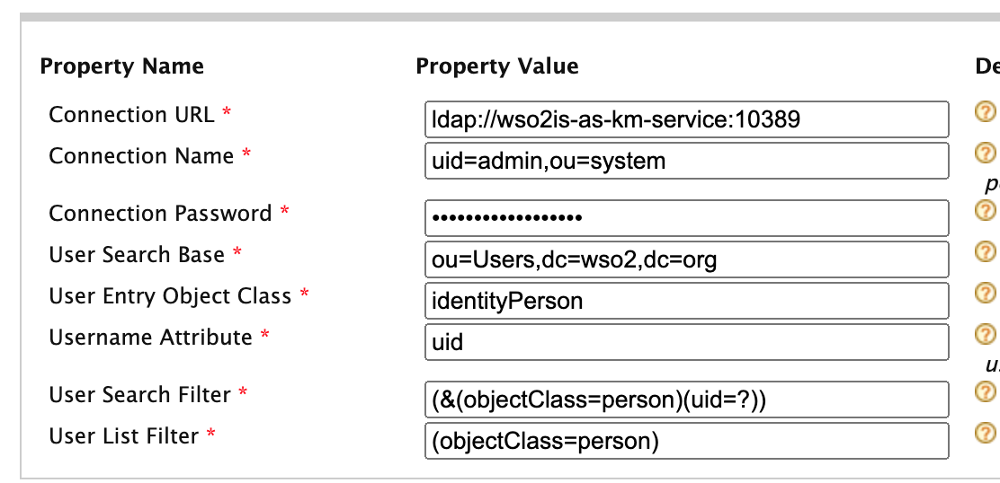 Property Name Property Value
Connection URL * ldap://wso2is-as-km-service:10389
Connection Name * uid=admin,ou=system
Connection Password * ••••••••••••••••••
User Search Base * ou=Users,dc=wso2,dc=org
User Entry Object Class * identityPerson
Username Attribute * uid
User Search Filter * (&(objectClass=person)(uid=?))
User List Filter * (objectClass=person)